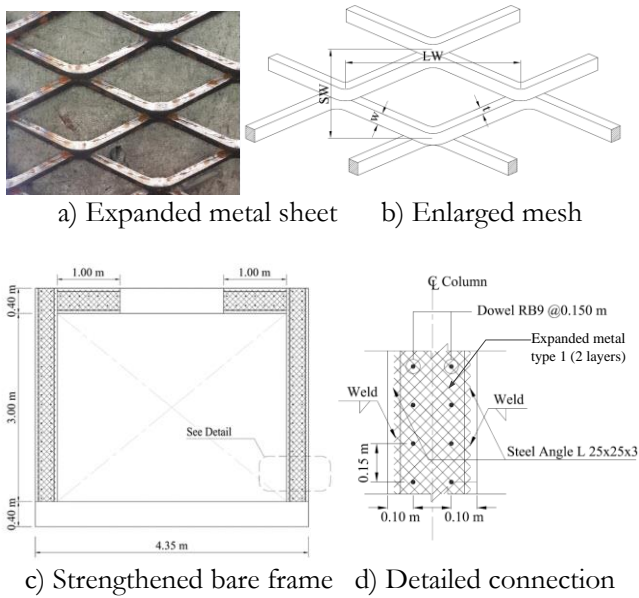 LW
SW
w
t
a) Expanded metal sheet
b) Enlarged mesh
1.00 m
1.00 m
0.40 m
3.00 m
See Detail
0.40 m
4.35 m
c) Strengthened bare frame
℄ Column
Dowel RB9 @0.150 m
Expanded metal
type 1 (2 layers)
Weld
Weld
Steel Angle L 25x25x3
0.15 m
0.10 m
0.10 m
d) Detailed connection